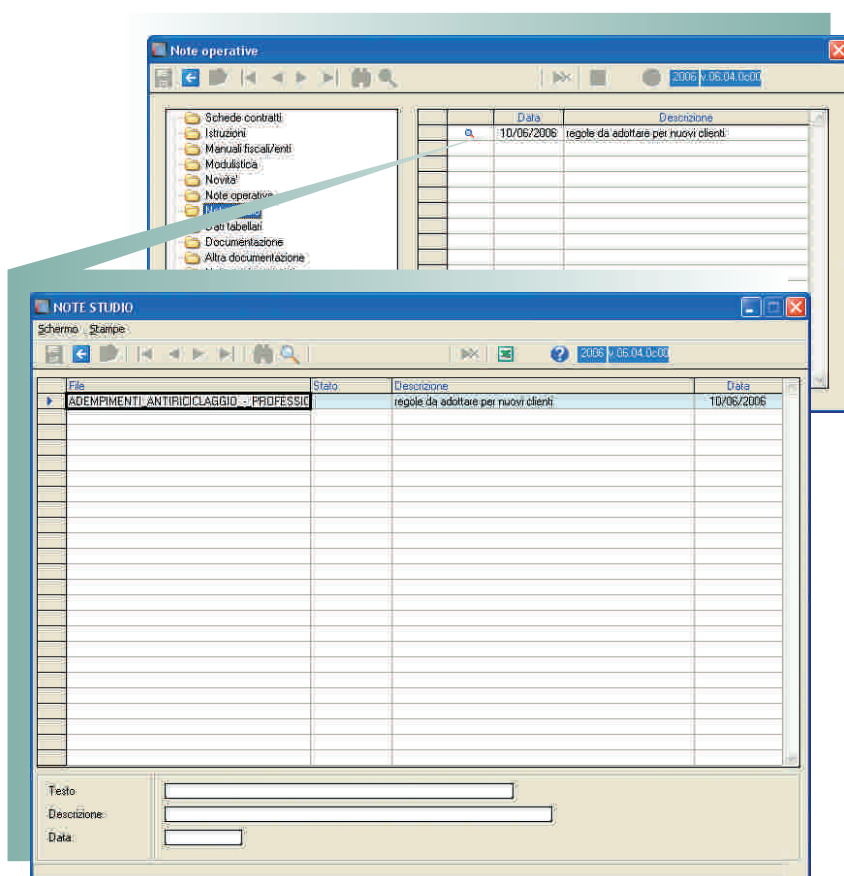 Note operative
2006 v.06.04.0c00
Schede contratti
Istruzioni
Manuali fiscali/enti
Modulistica
Novita'
Note operative
Dati tabellari
Documentazione
Altra documentazione
Data Descrizione
10/06/2006 regole da adottare per nuovi clienti
NOTE STUDIO
Schermo Stampe
2006 v.06.04.0c00
File Stato Descrizione Data
ADEMPIMENTI_ANTIRICICLAGGIO_-_PROFESSIO regole da adottare per nuovi clienti 10/06/2006
Testo
Descrizione:
Data: